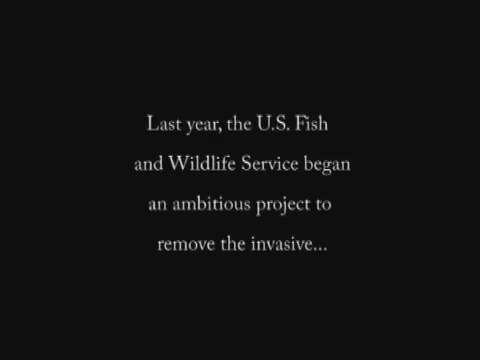 Last year, the U.S. Fish
and Wildlife Service began
an ambitious project to
remove the invasive...